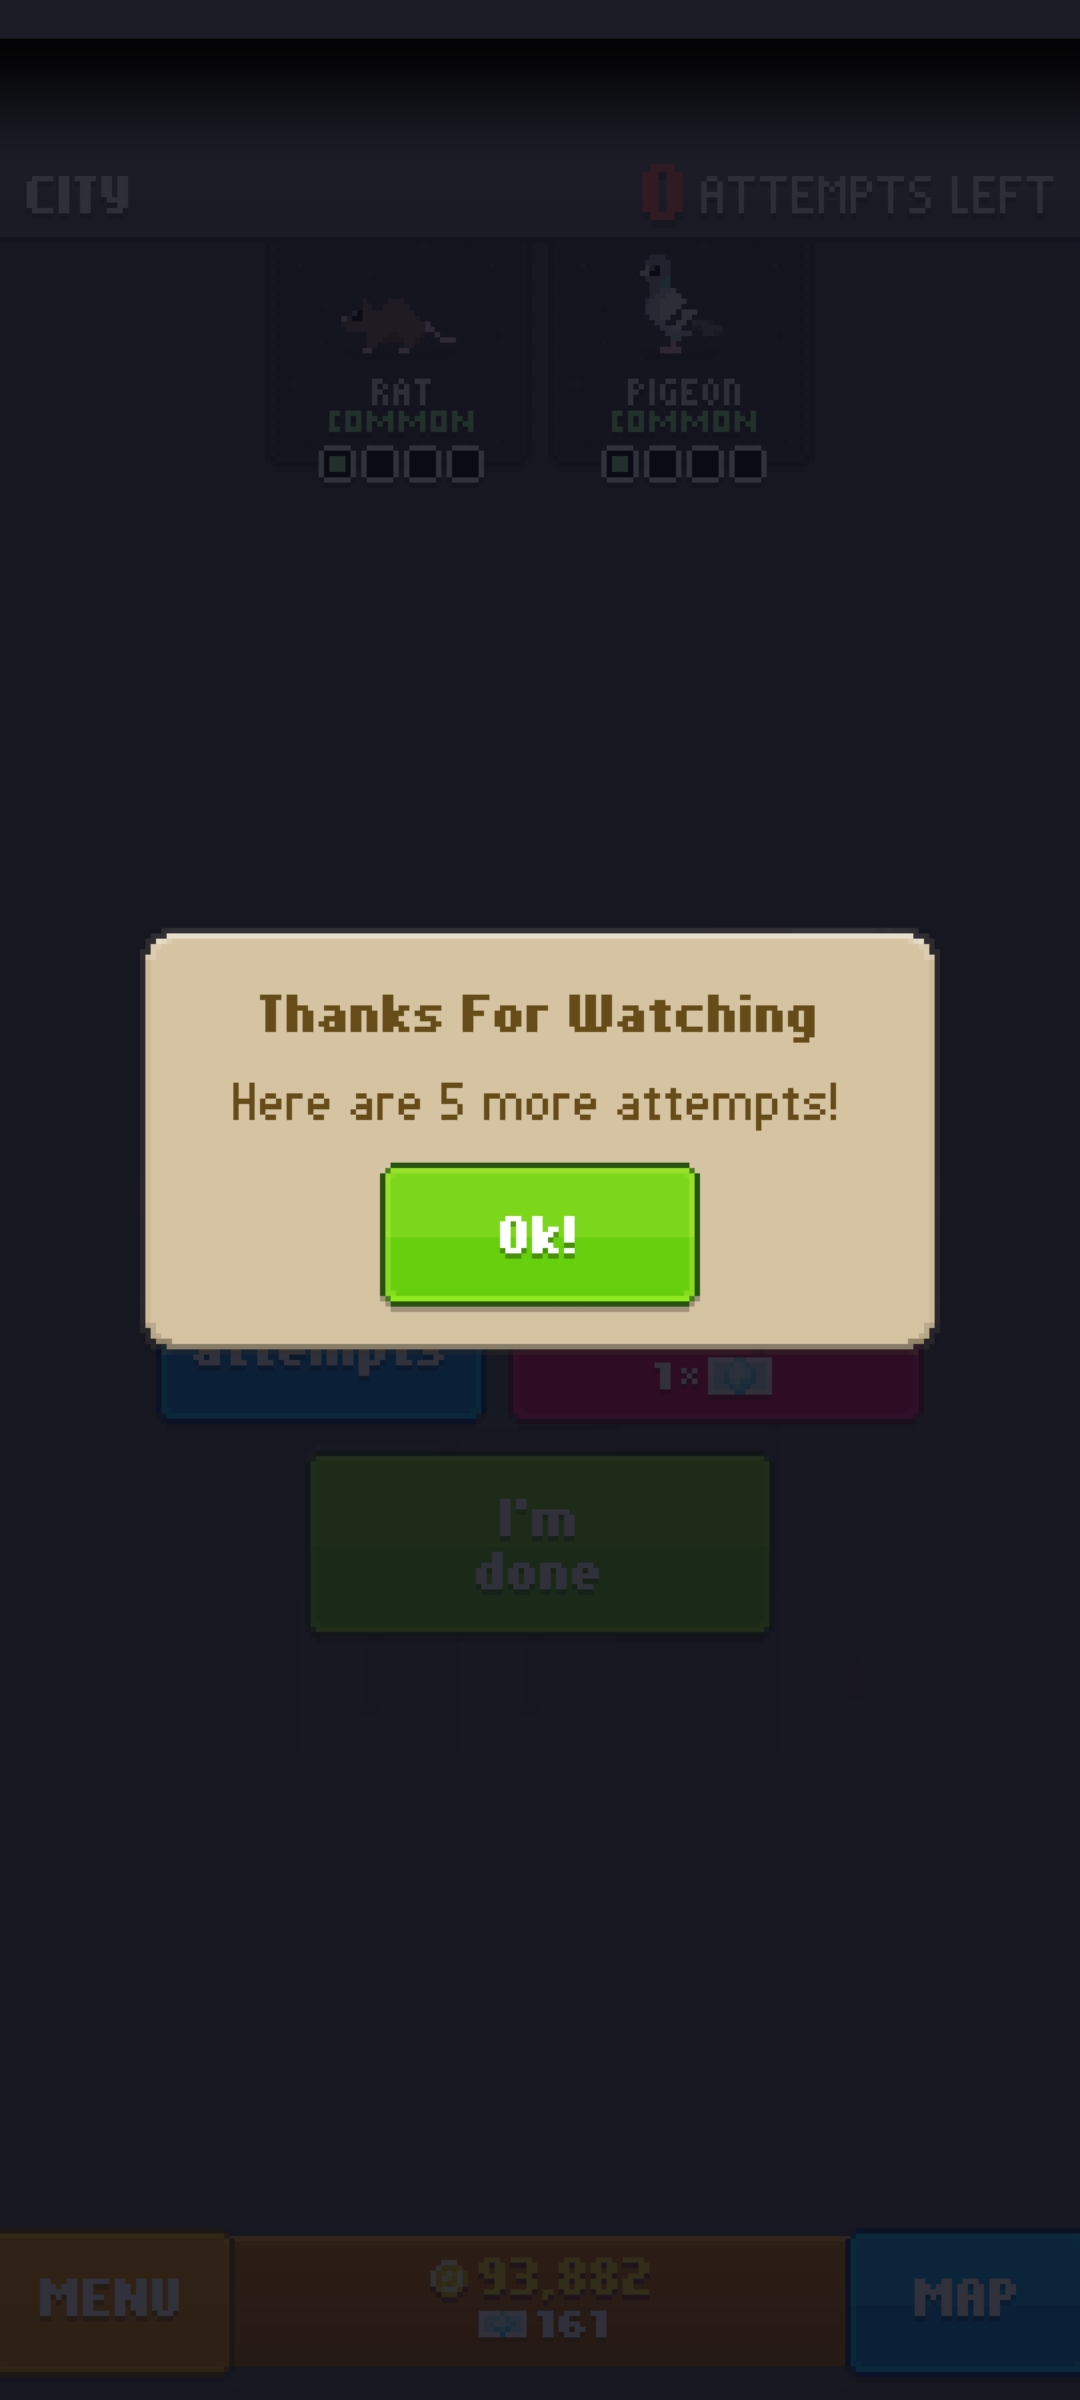 CITY
0 ATTEMPTS LEFT
RAT
COMMON
PIGEON
COMMON
Thanks For Watching
Here are 5 more attempts!
Ok!
attempts
1×
I'm
done
MENU
93,882
161
MAP